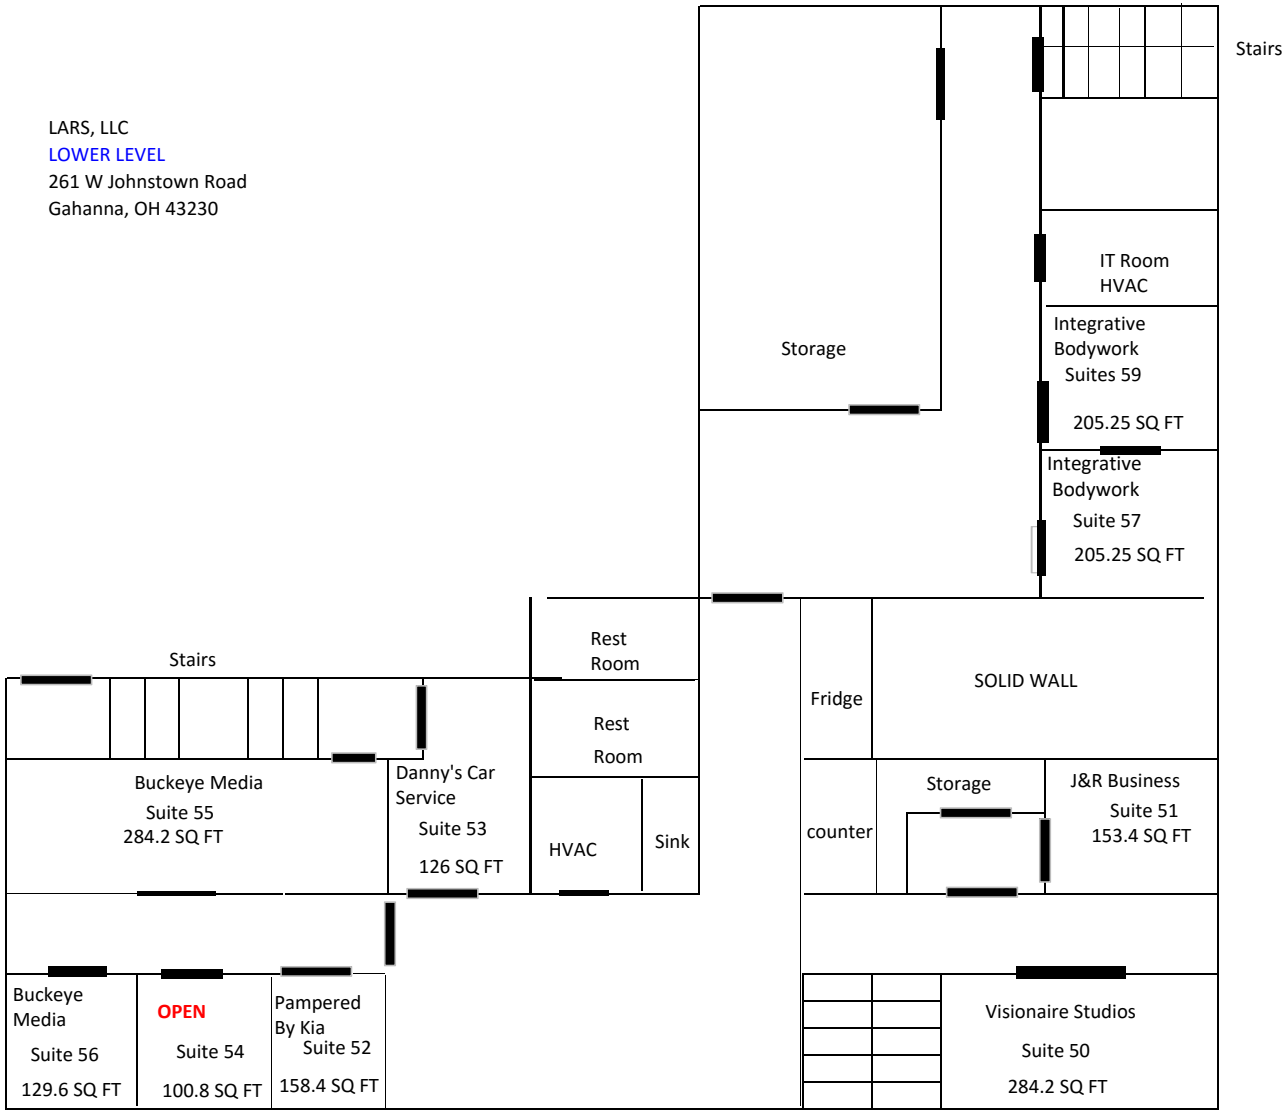 Stairs
LARS, LLC
LOWER LEVEL
261 W Johnstown Road
Gahanna, OH 43230
IT Room
HVAC
Storage
Integrative
Bodywork
Suites 59
205.25 SQ FT
Integrative
Bodywork
Suite 57
205.25 SQ FT
Rest
Room
Stairs
Fridge
SOLID WALL
Rest
Room
Buckeye Media
Suite 55
284.2 SQ FT
Danny's Car
Service
Suite 53
126 SQ FT
HVAC
Sink
counter
Storage
J&R Business
Suite 51
153.4 SQ FT
Buckeye
Media
Suite 56
129.6 SQ FT
OPEN
Suite 54
100.8 SQ FT
Pampered
By Kia
Suite 52
158.4 SQ FT
Visionaire Studios
Suite 50
284.2 SQ FT